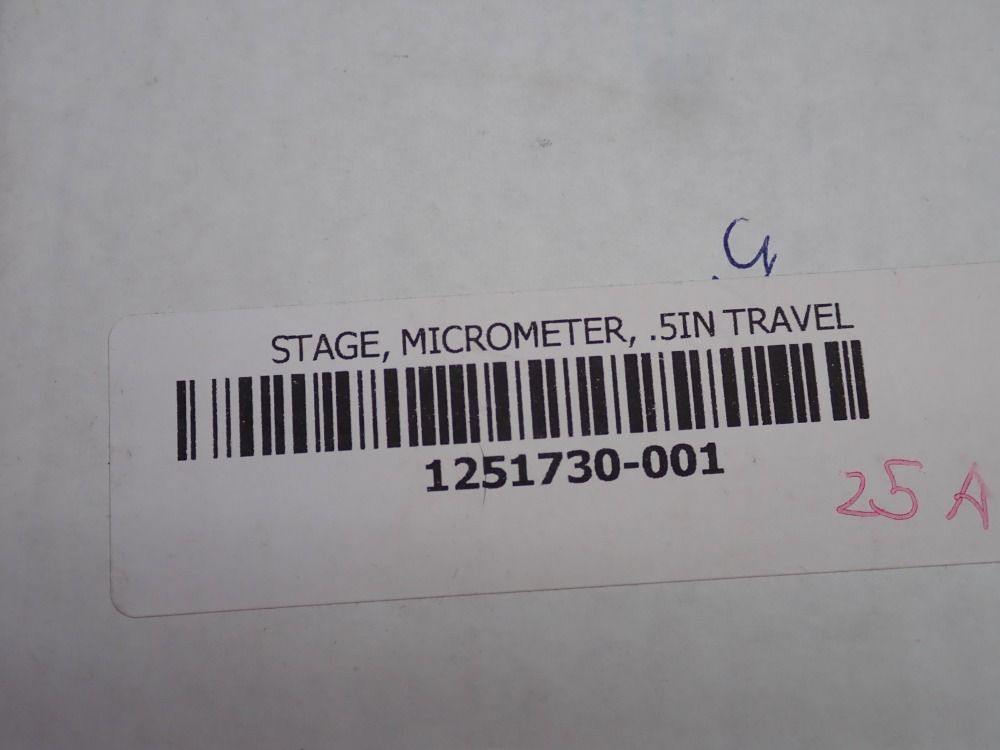 STAGE, MICROMETER, .5IN TRAVEL
1251730-001
25 A